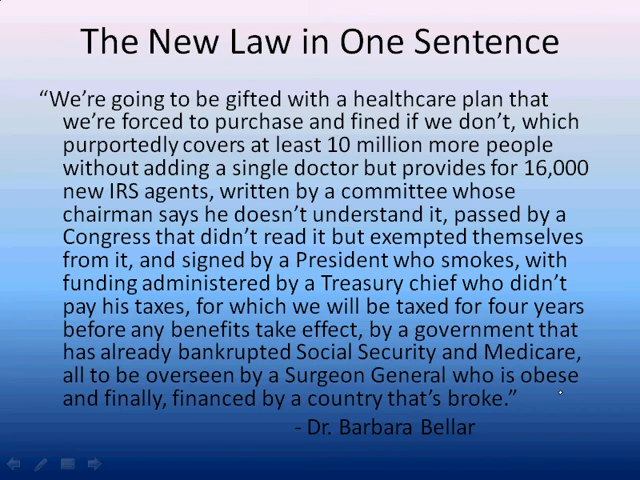 The New Law in One Sentence
“We’re going to be gifted with a healthcare plan that
we’re forced to purchase and fined if we don’t, which
purportedly covers at least 10 million more people
without adding a single doctor but provides for 16,000
new IRS agents, written by a committee whose
chairman says he doesn’t understand it, passed by a
Congress that didn’t read it but exempted themselves
from it, and signed by a President who smokes, with
funding administered by a Treasury chief who didn’t
pay his taxes, for which we will be taxed for four years
before any benefits take effect, by a government that
has already bankrupted Social Security and Medicare,
all to be overseen by a Surgeon General who is obese
and finally, financed by a country that’s broke.”
- Dr. Barbara Bellar